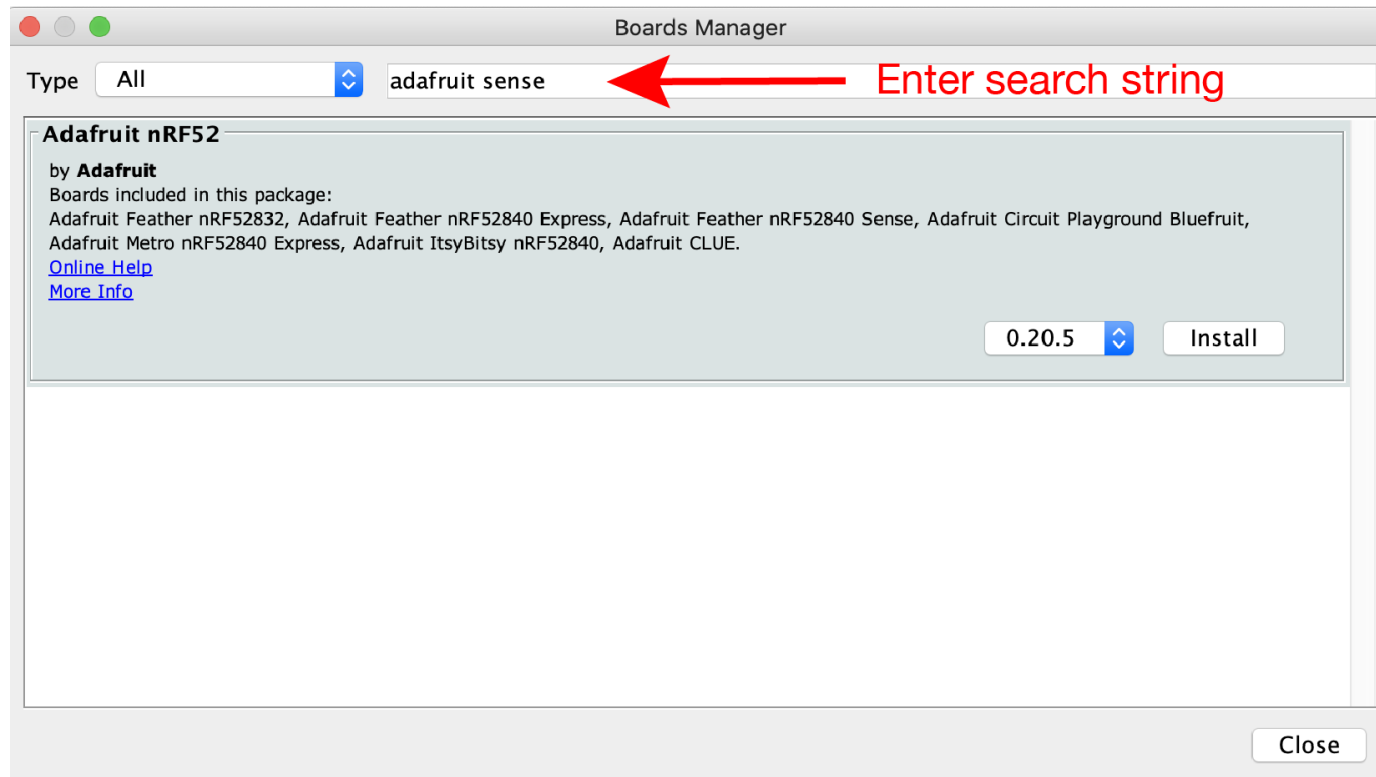 Boards Manager
Type All adafruit sense Enter search string
Adafruit nRF52
by Adafruit
Boards included in this package:
Adafruit Feather nRF52832, Adafruit Feather nRF52840 Express, Adafruit Feather nRF52840 Sense, Adafruit Circuit Playground Bluefruit,
Adafruit Metro nRF52840 Express, Adafruit ItsyBitsy nRF52840, Adafruit CLUE.
Online Help
More Info
0.20.5 Install
Close